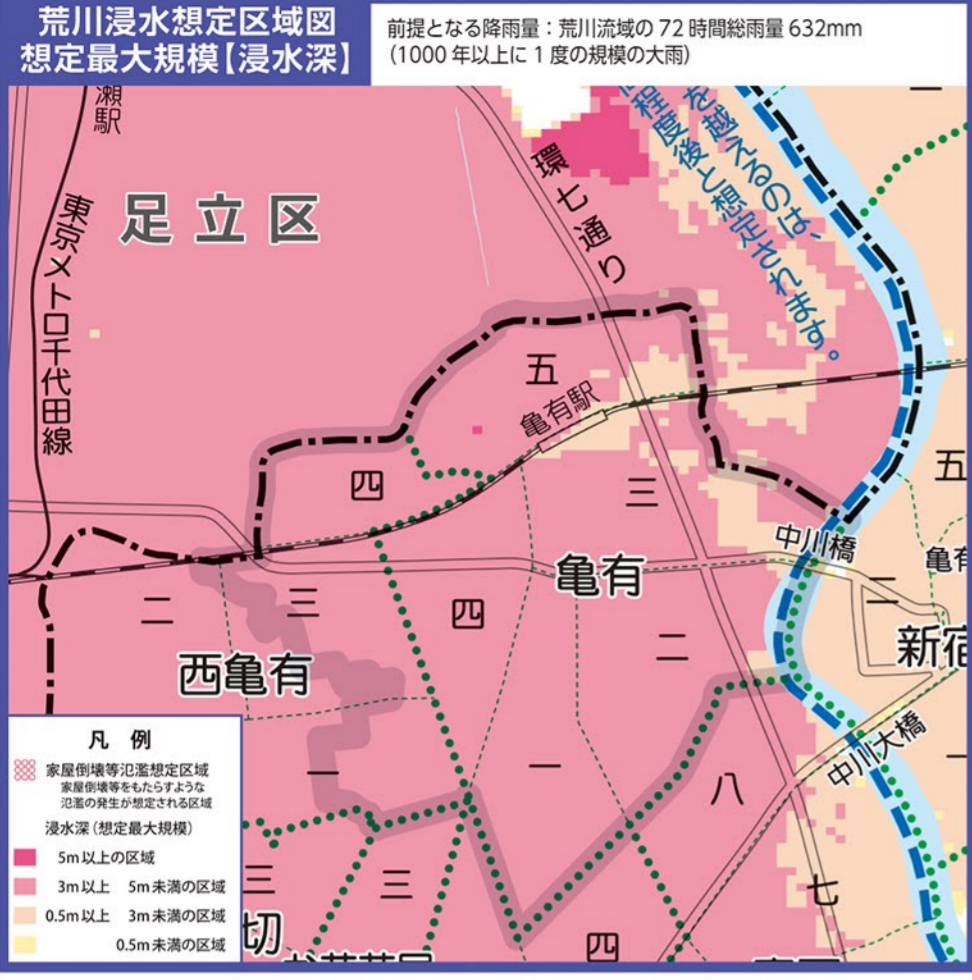 荒川浸水想定区域図
想定最大規模【浸水深】
前提となる降雨量：荒川流域の72時間総雨量632mm
（1000年以上に1度の規模の大雨）
瀬駅
東京メトロ千代田線
足立区
環七通り
を越えるのは、
程度後と想定されます。
五
亀有駅
四
三
五
中川橋
亀有
亀有
二
三
四
二
二
西亀有
新宿
中川大橋
一
一
八
一
三
三
七
切
四
凡 例
家屋倒壊等氾濫想定区域
家屋倒壊等をもたらすような
氾濫の発生が想定される区域
浸水深（想定最大規模）
5m以上の区域
3m以上 5m未満の区域
0.5m以上 3m未満の区域
0.5m未満の区域